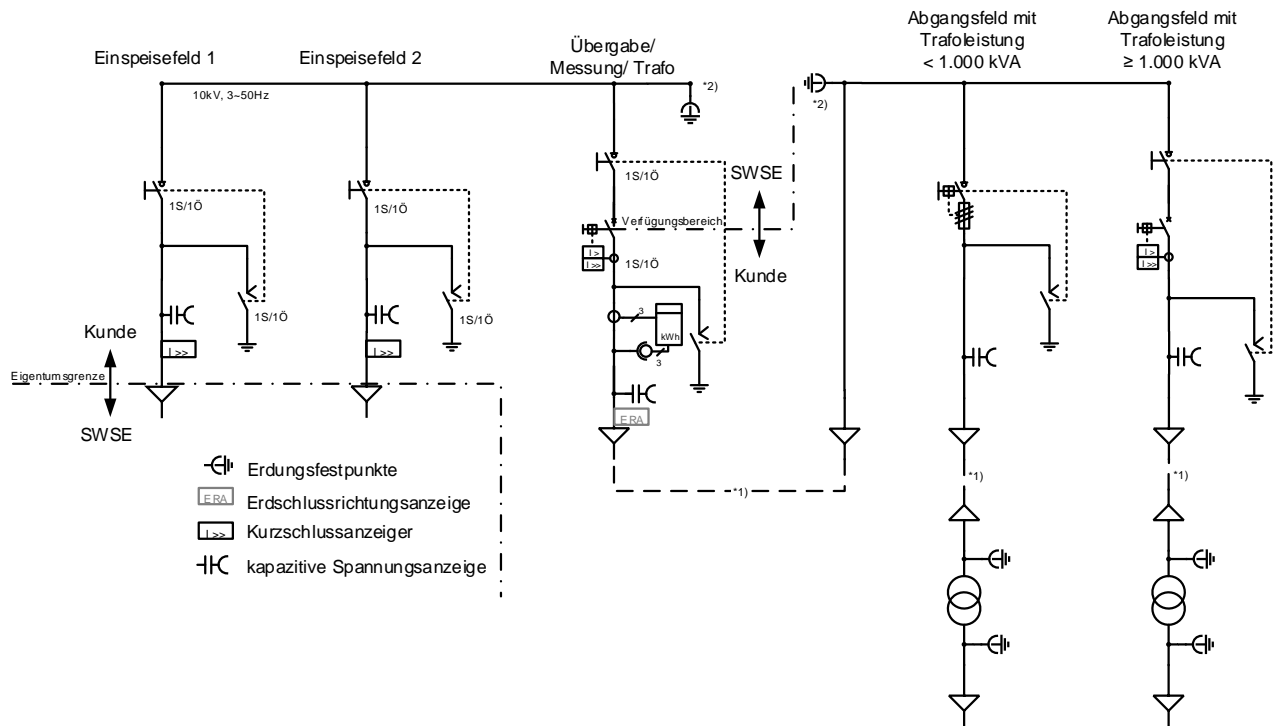 Einspeisefeld 1
Einspeisefeld 2
Übergabe/
Messung/ Trafo
Abgangsfeld mit
Trafoleistung
< 1.000 kVA
Abgangsfeld mit
Trafoleistung
≥ 1.000 kVA
10kV, 3~50Hz
*2)
*2)
1S/1Ö
1S/1Ö
1S/1Ö
SWSE
Verfügungsbereich
Kunde
I >
I >>
1S/1Ö
I >
I >>
1S/1Ö
1S/1Ö
3
kWh
3
Kunde
I >>
I >>
Eigentumsgrenze
SWSE
ERA
Erdungsfestpunkte
ERA
Erdschlussrichtungsanzeige
I >>
Kurzschlussanzeiger
kapazitive Spannungsanzeige
*1)
*1)
*1)